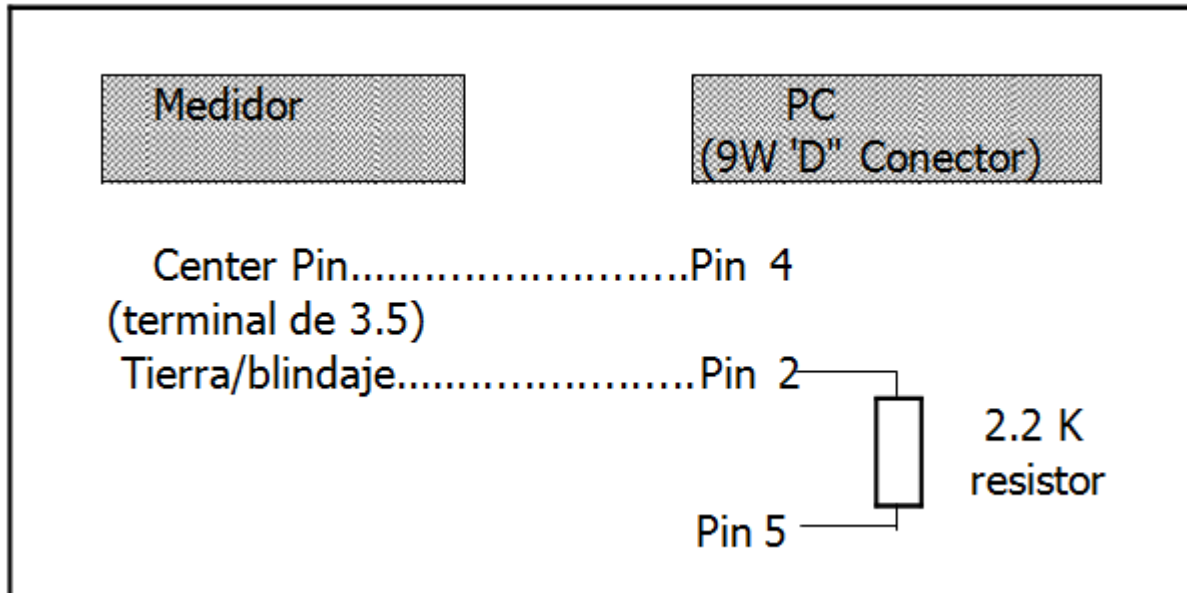 Medidor
PC
(9W 'D" Conector)
Center Pin............................Pin 4
(terminal de 3.5)
Tierra/blindaje.........................Pin 2
2.2 K
resistor
Pin 5